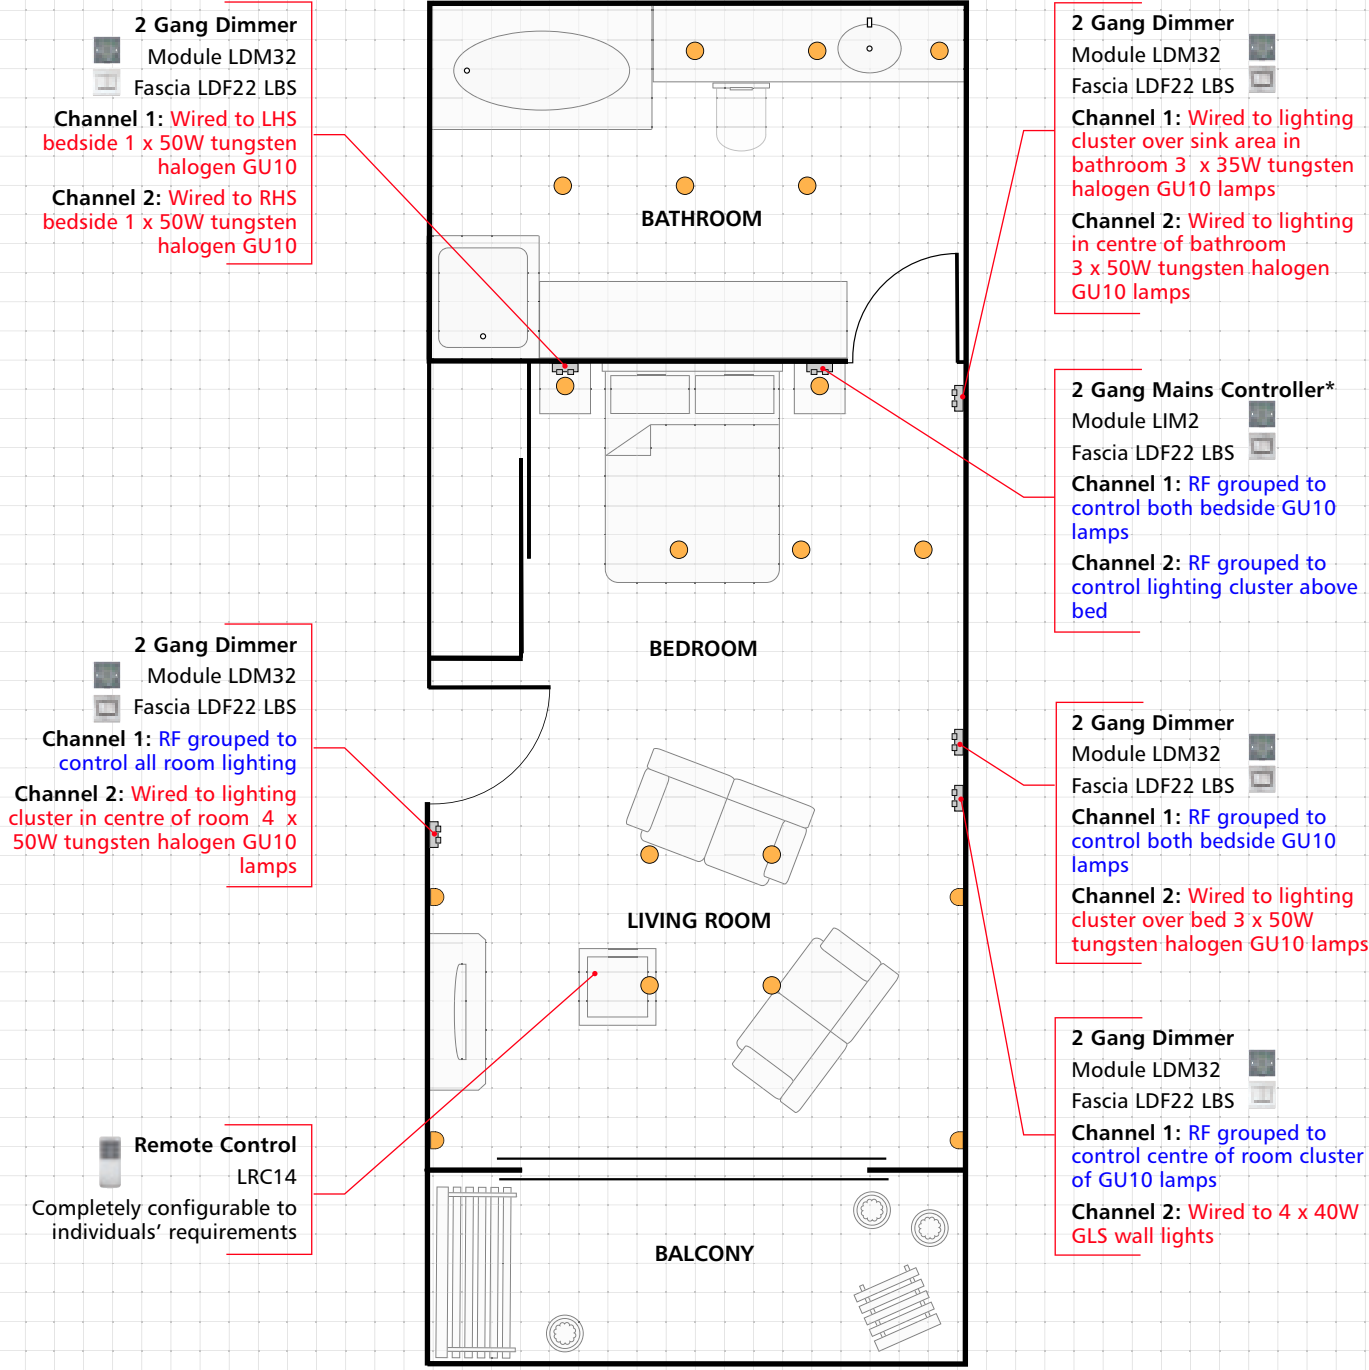 2 Gang Dimmer
Module LDM32
Fascia LDF22 LBS
Channel 1: Wired to LHS
bedside 1 x 50W tungsten
halogen GU10
Channel 2: Wired to RHS
bedside 1 x 50W tungsten
halogen GU10
2 Gang Dimmer
Module LDM32
Fascia LDF22 LBS
Channel 1: RF grouped to
control all room lighting
Channel 2: Wired to lighting
cluster in centre of room 4 x
50W tungsten halogen GU10
lamps
Remote Control
LRC14
Completely configurable to
individuals’ requirements
BATHROOM
BEDROOM
LIVING ROOM
BALCONY
2 Gang Dimmer
Module LDM32
Fascia LDF22 LBS
Channel 1: Wired to lighting
cluster over sink area in
bathroom 3 x 35W tungsten
halogen GU10 lamps
Channel 2: Wired to lighting
in centre of bathroom
3 x 50W tungsten halogen
GU10 lamps
2 Gang Mains Controller*
Module LIM2
Fascia LDF22 LBS
Channel 1: RF grouped to
control both bedside GU10
lamps
Channel 2: RF grouped to
control lighting cluster above
bed
2 Gang Dimmer
Module LDM32
Fascia LDF22 LBS
Channel 1: RF grouped to
control both bedside GU10
lamps
Channel 2: Wired to lighting
cluster over bed 3 x 50W
tungsten halogen GU10 lamps
2 Gang Dimmer
Module LDM32
Fascia LDF22 LBS
Channel 1: RF grouped to
control centre of room cluster
of GU10 lamps
Channel 2: Wired to 4 x 40W
GLS wall lights